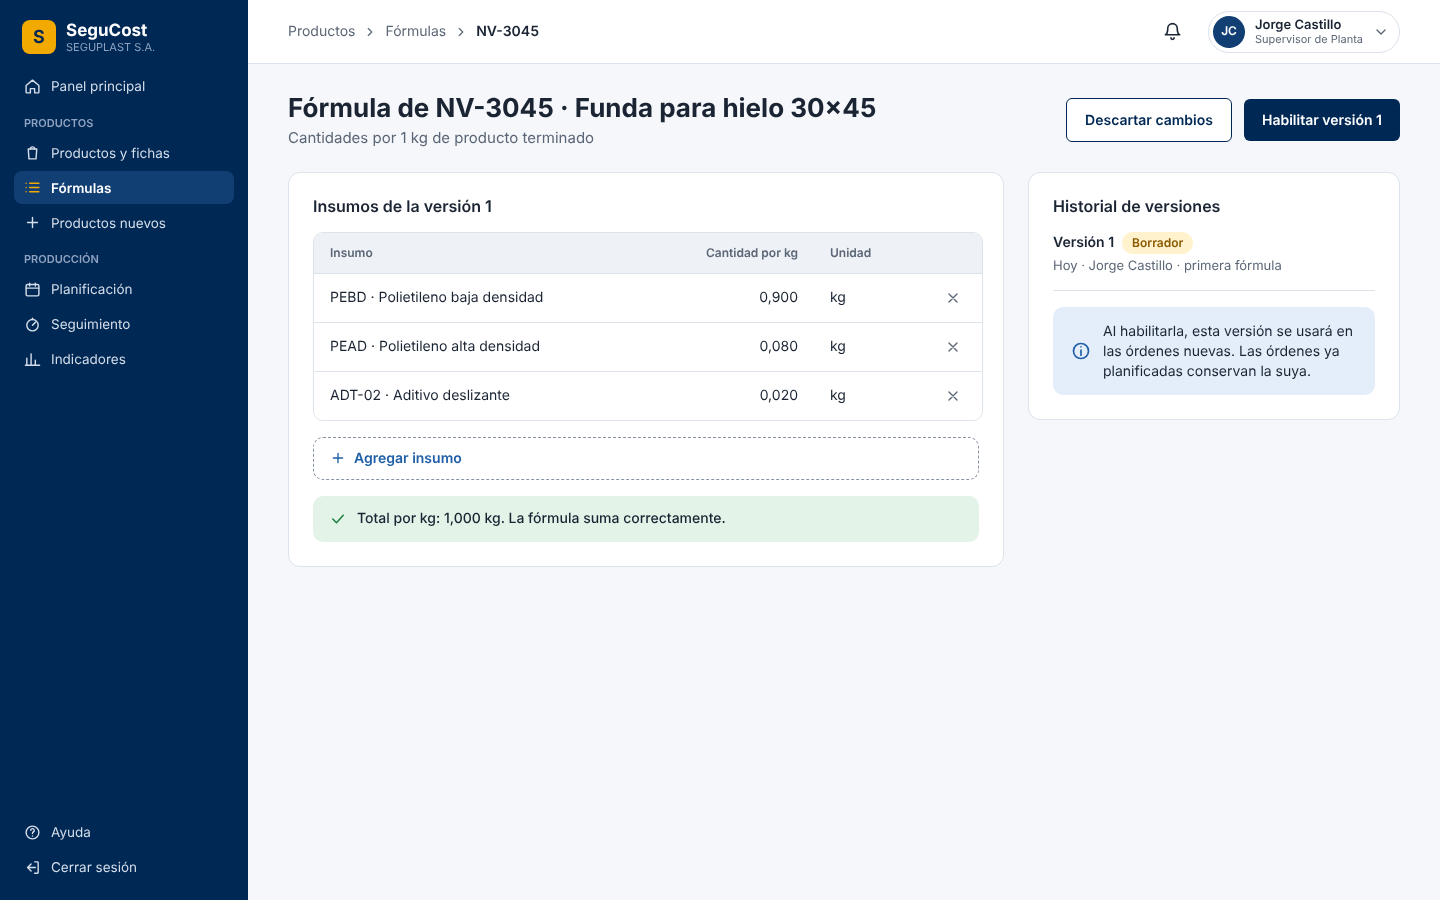 S
SeguCost
SEGUPLAST S.A.
Panel principal
PRODUCTOS
Productos y fichas
Fórmulas
Productos nuevos
PRODUCCIÓN
Planificación
Seguimiento
Indicadores
Ayuda
Cerrar sesión
Productos > Fórmulas > NV-3045
JC
Jorge Castillo
Supervisor de Planta
Fórmula de NV-3045 · Funda para hielo 30×45
Cantidades por 1 kg de producto terminado
Descartar cambios
Habilitar versión 1
Insumos de la versión 1
Insumo Cantidad por kg Unidad
PEBD · Polietileno baja densidad 0,900 kg
PEAD · Polietileno alta densidad 0,080 kg
ADT-02 · Aditivo deslizante 0,020 kg
Agregar insumo
Total por kg: 1,000 kg. La fórmula suma correctamente.
Historial de versiones
Versión 1 Borrador
Hoy · Jorge Castillo · primera fórmula
Al habilitarla, esta versión se usará en
las órdenes nuevas. Las órdenes ya
planificadas conservan la suya.